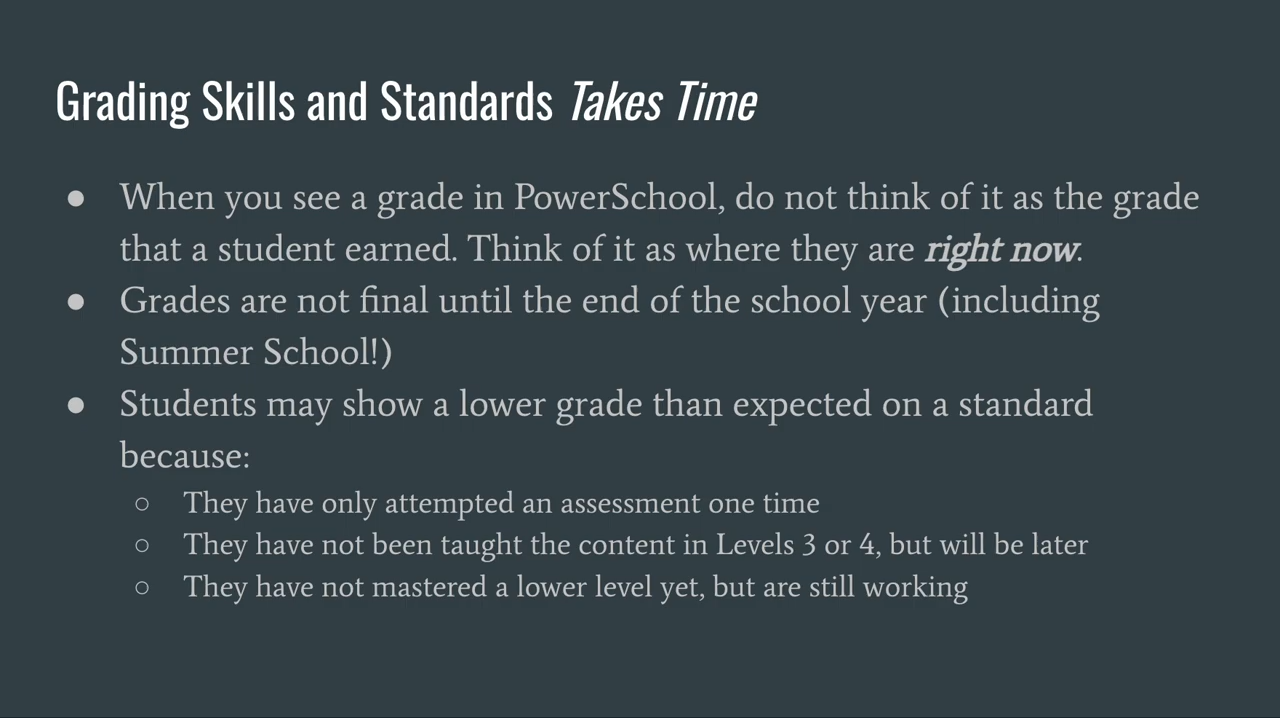 Grading Skills and Standards Takes Time
● When you see a grade in PowerSchool, do not think of it as the grade
that a student earned. Think of it as where they are right now.
● Grades are not final until the end of the school year (including
Summer School!)
● Students may show a lower grade than expected on a standard
because:
○ They have only attempted an assessment one time
○ They have not been taught the content in Levels 3 or 4, but will be later
○ They have not mastered a lower level yet, but are still working